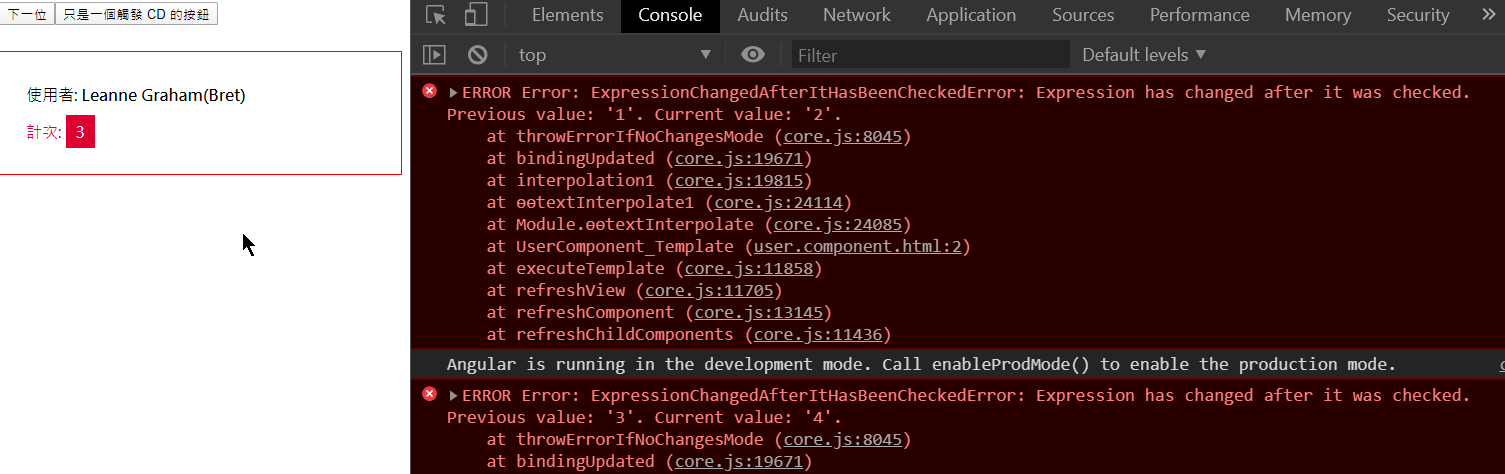 下一位 只是一個觸發 CD 的按鈕
使用者: Leanne Graham(Bret)
計次: 3
Elements Console Audits Network Application Sources Performance Memory Security »
top ▼ Filter Default levels ▼
▶ERROR Error: ExpressionChangedAfterItHasBeenCheckedError: Expression has changed after it was checked.
Previous value: '1'. Current value: '2'.
at throwErrorIfNoChangesMode (core.js:8045)
at bindingUpdated (core.js:19671)
at interpolation1 (core.js:19815)
at ɵɵtextInterpolate1 (core.js:24114)
at Module.ɵɵtextInterpolate (core.js:24085)
at UserComponent_Template (user.component.html:2)
at executeTemplate (core.js:11858)
at refreshView (core.js:11705)
at refreshComponent (core.js:13145)
at refreshChildComponents (core.js:11436)
Angular is running in the development mode. Call enableProdMode() to enable the production mode.
▶ERROR Error: ExpressionChangedAfterItHasBeenCheckedError: Expression has changed after it was checked.
Previous value: '3'. Current value: '4'.
at throwErrorIfNoChangesMode (core.js:8045)
at bindingUpdated (core.js:19671)